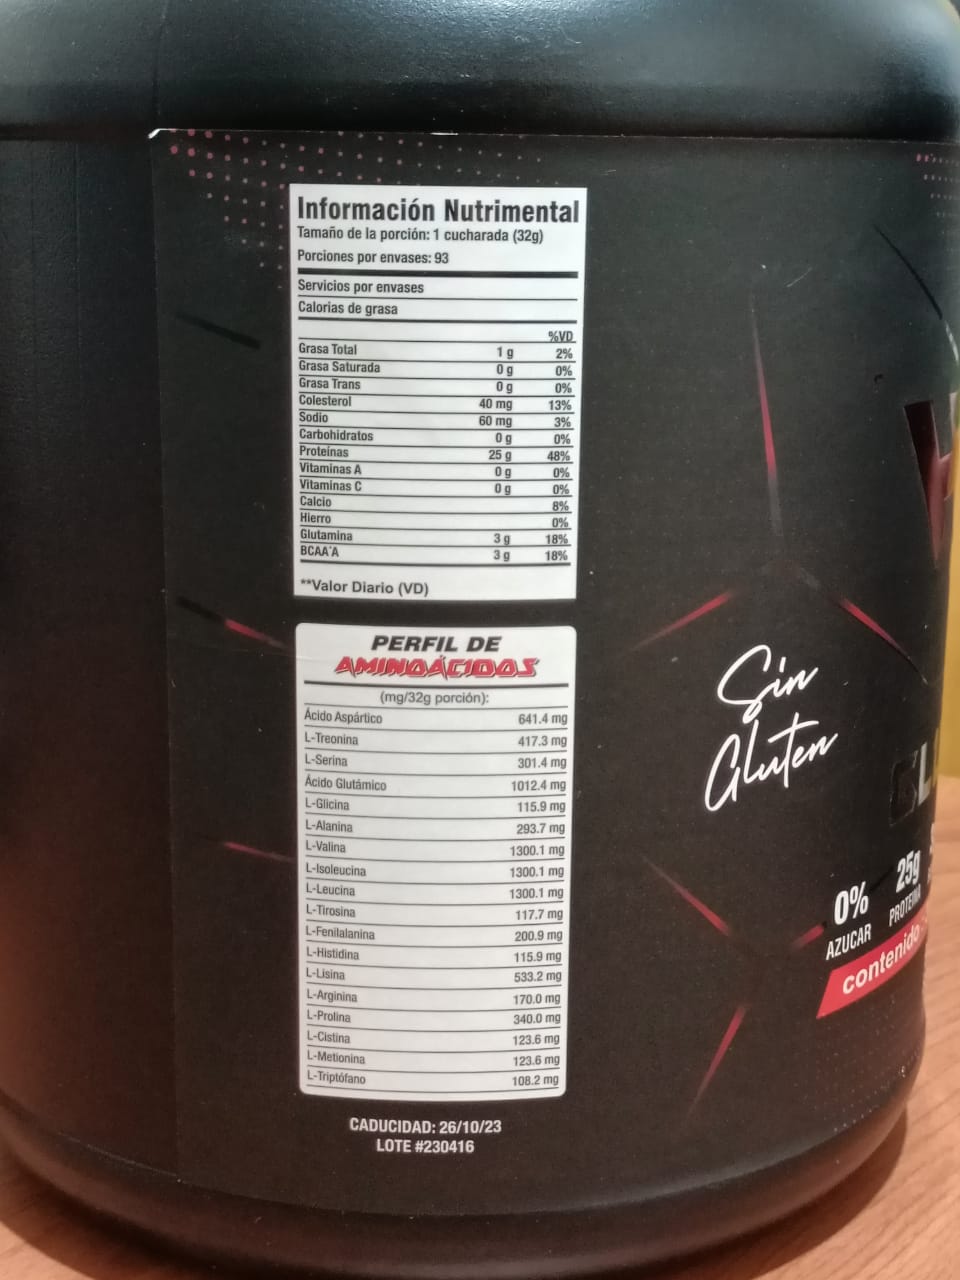 Información Nutrimental
Tamaño de la porción: 1 cucharada (32g)
Porciones por envases: 93
Servicios por envases
Calorias de grasa
%VD
Grasa Total 1 g 2%
Grasa Saturada 0 g 0%
Grasa Trans 0 g 0%
Colesterol 40 mg 13%
Sodio 60 mg 3%
Carbohidratos 0 g 0%
Proteínas 25 g 48%
Vitaminas A 0 g 0%
Vitaminas C 0 g 0%
Calcio 8%
Hierro 0%
Glutamina 3 g 18%
BCAA'A 3 g 18%
**Valor Diario (VD)
PERFIL DE
AMINOÁCIDOS
(mg/32g porción):
Ácido Aspártico 641.4 mg
L-Treonina 417.3 mg
L-Serina 301.4 mg
Ácido Glutámico 1012.4 mg
L-Glicina 115.9 mg
L-Alanina 293.7 mg
L-Valina 1300.1 mg
L-Isoleucina 1300.1 mg
L-Leucina 1300.1 mg
L-Tirosina 117.7 mg
L-Fenilalanina 200.9 mg
L-Histidina 115.9 mg
L-Lisina 533.2 mg
L-Arginina 170.0 mg
L-Prolina 340.0 mg
L-Cistina 123.6 mg
L-Metionina 123.6 mg
L-Triptófano 108.2 mg
CADUCIDAD: 26/10/23
LOTE #230416
Sin
Gluten
0%
AZUCAR
25g
PROTEINA
contenido